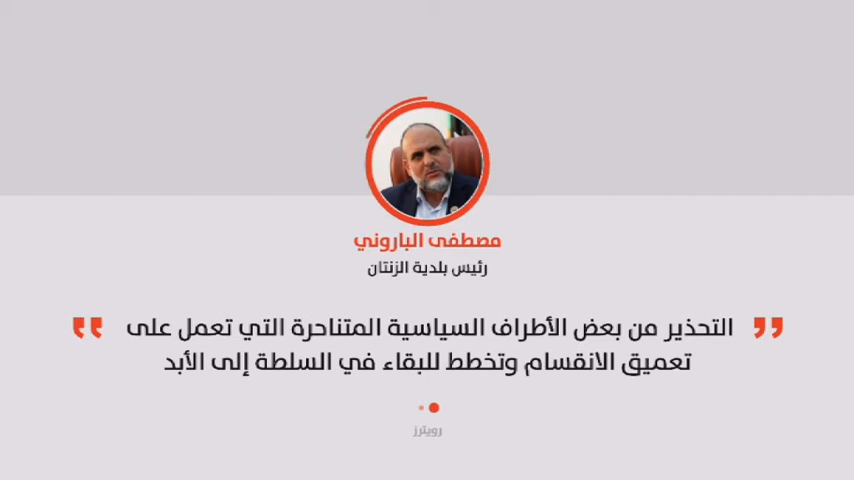 مصطفى الباروني
رئيس بلدية الزنتان
التحذير من بعض الأطراف السياسية المتناحرة التي تعمل على
تعميق الانقسام وتخطط للبقاء في السلطة إلى الأبد
رويترز